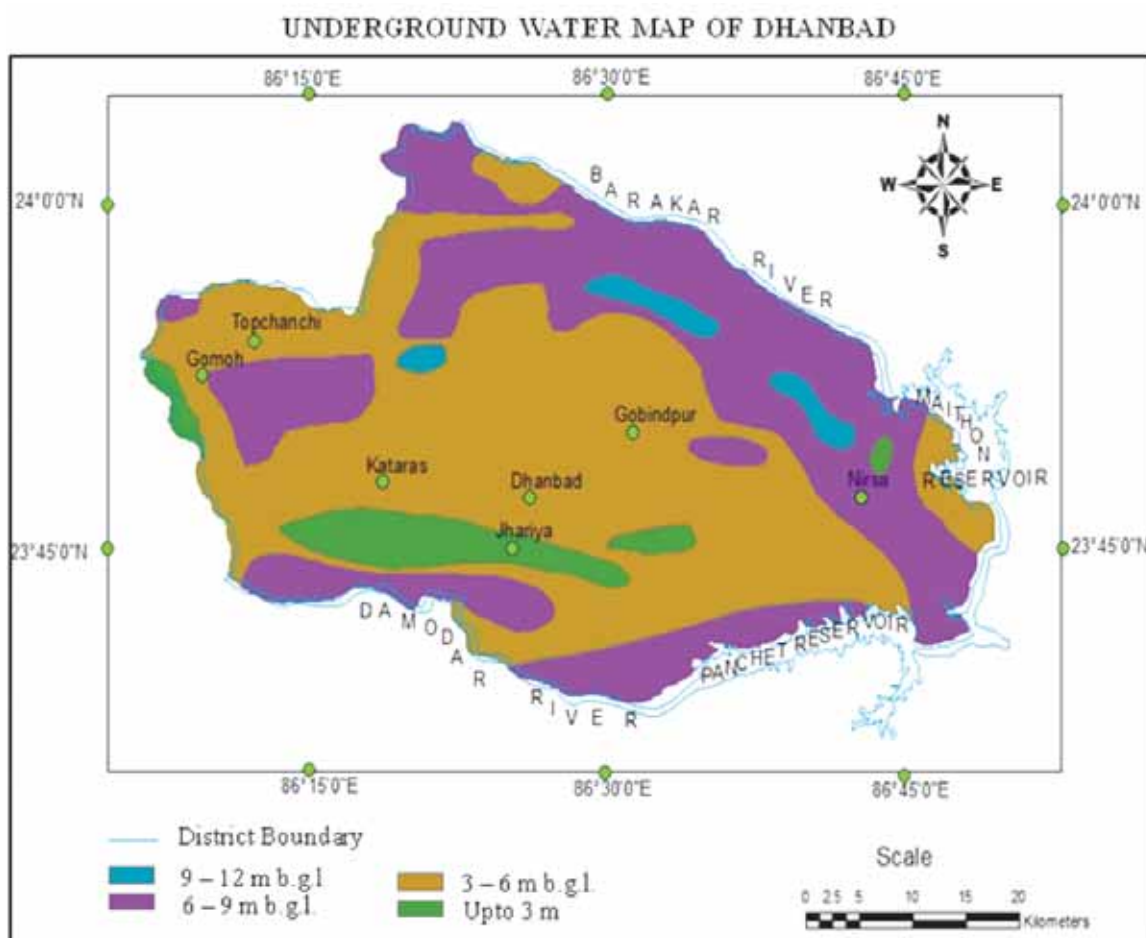 UNDERGROUND WATER MAP OF DHANBAD
86°15'0"E
86°30'0"E
86°45'0"E
N
W
E
S
24°0'0"N
24°0'0"N
BARAKAR RIVER
Topchanchi
Gomoh
Gobindpur
MAITHON
RESERVOIR
Kataras
Dhanbad
Nirsa
Jhariya
23°45'0"N
23°45'0"N
DAMODAR RIVER
PANCHET RESERVOIR
86°15'0"E
86°30'0"E
86°45'0"E
District Boundary
9 – 12 m b.g.l
3 – 6 m b.g.l.
6 – 9 m b.g.l.
Upto 3 m
Scale
0 2.5 5 10 15 20
Kilometers